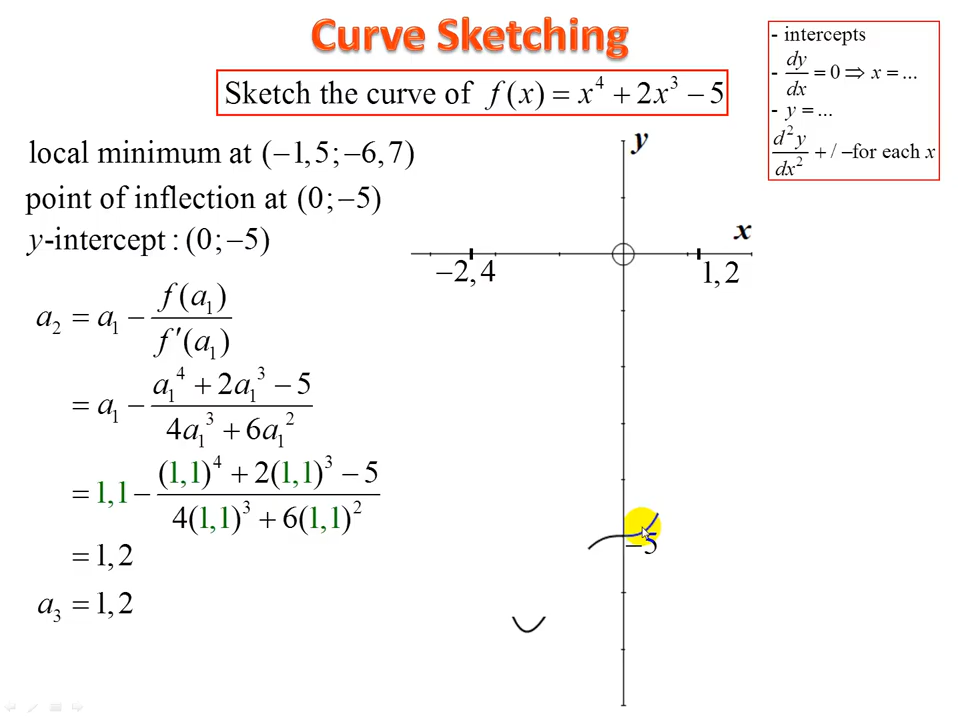 Curve Sketching
Sketch the curve of f(x) = x⁴ + 2x³ − 5
- intercepts
- dy/dx = 0 ⇒ x = ...
- y = ...
d²y/dx² + / − for each x
local minimum at (−1,5; −6,7)
point of inflection at (0; −5)
y-intercept : (0; −5)
a₂ = a₁ − f(a₁)/f′(a₁)
= a₁ − (a₁⁴ + 2a₁³ − 5)/(4a₁³ + 6a₁²)
= 1,1 − ((1,1)⁴ + 2(1,1)³ − 5)/(4(1,1)³ + 6(1,1)²)
= 1,2
a₃ = 1,2
y
x
−2,4
1,2
−5